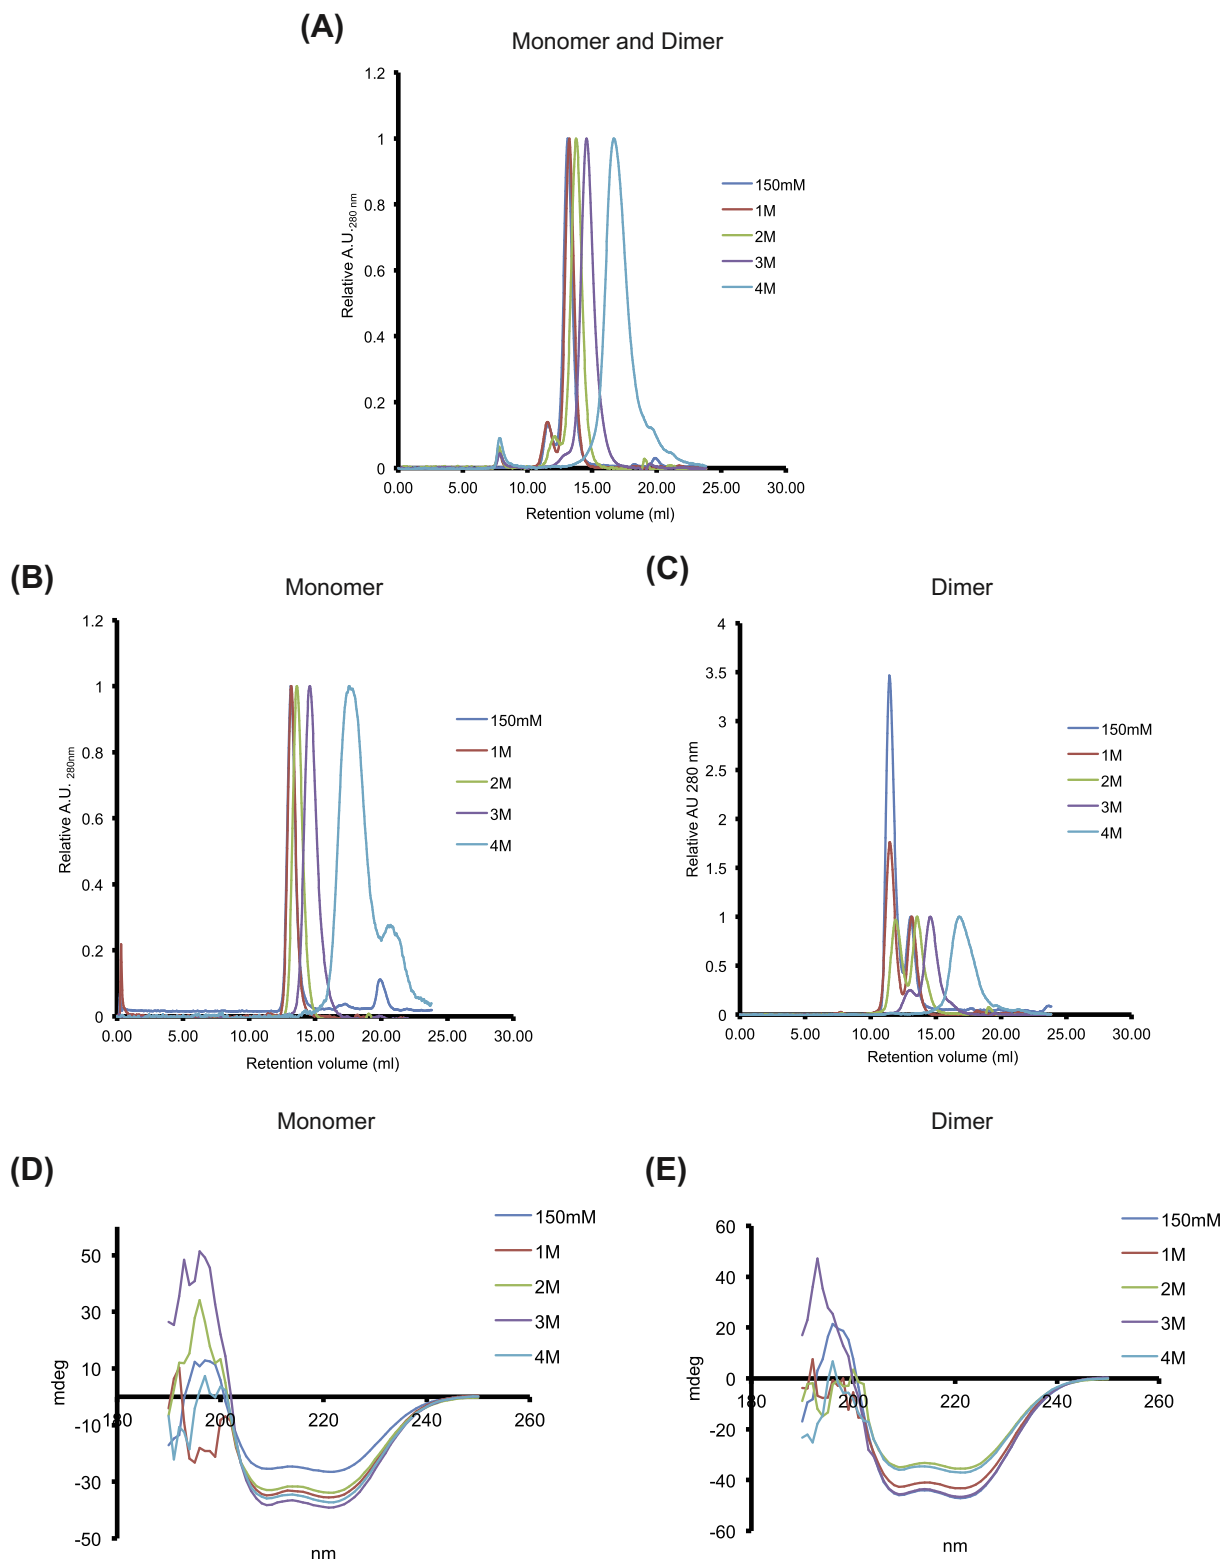 (A)
Monomer and Dimer
1.2
1
0.8
0.6
0.4
0.2
0
Relative A.U.280 nm
0.00 5.00 10.00 15.00 20.00 25.00 30.00
Retention volume (ml)
150mM
1M
2M
3M
4M
(B)
Monomer
1.2
1
0.8
0.6
0.4
0.2
0
Relative A.U. 280nm
0.00 5.00 10.00 15.00 20.00 25.00 30.00
Retention volume (ml)
150mM
1M
2M
3M
4M
(C)
Dimer
4
3.5
3
2.5
2
1.5
1
0.5
0
Relative AU 280 nm
0.00 5.00 10.00 15.00 20.00 25.00 30.00
Retention volume (ml)
150mM
1M
2M
3M
4M
Monomer
(D)
50
30
10
-10
-30
-50
mdeg
180 200 220 240 260
nm
150mM
1M
2M
3M
4M
Dimer
(E)
60
40
20
0
-20
-40
-60
mdeg
180 200 220 240 260
nm
150mM
1M
2M
3M
4M